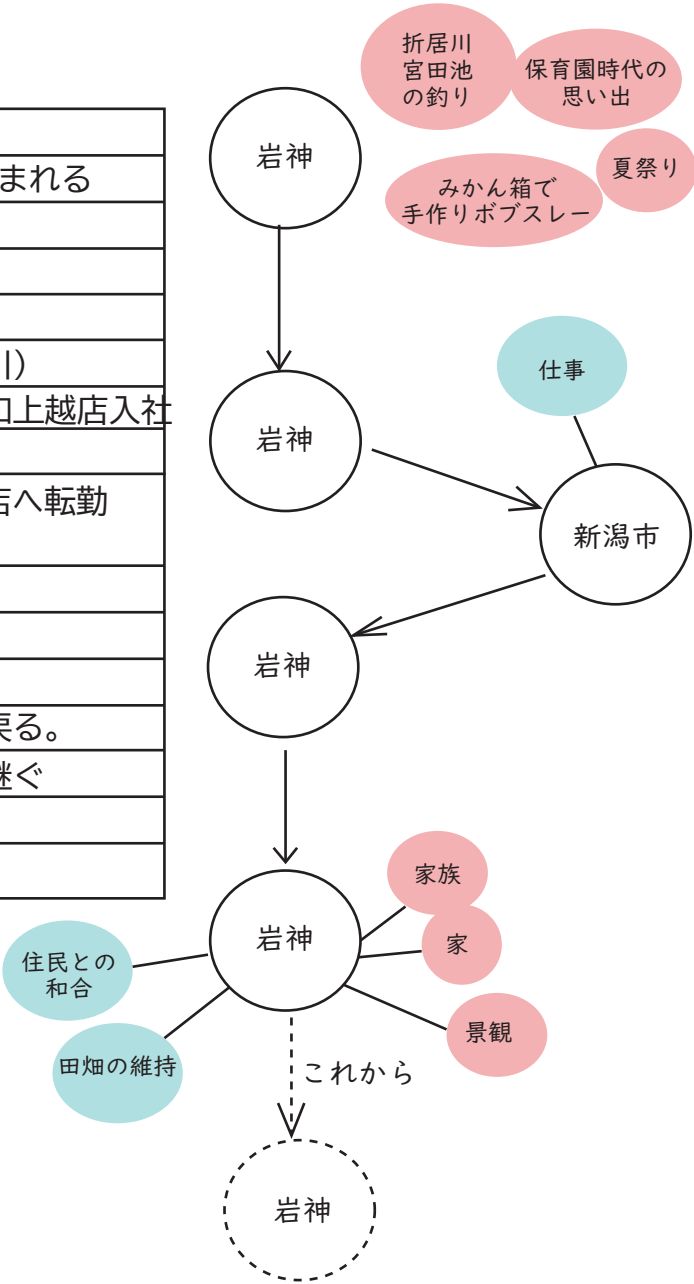 まれる
川）
口上越店入社
店へ転勤
戻る。
継ぐ
折居川
宮田池
の釣り
保育園時代の
思い出
夏祭り
みかん箱で
手作りボブスレー
岩神
岩神
仕事
新潟市
岩神
岩神
家族
家
景観
住民との
和合
田畑の維持
これから
岩神